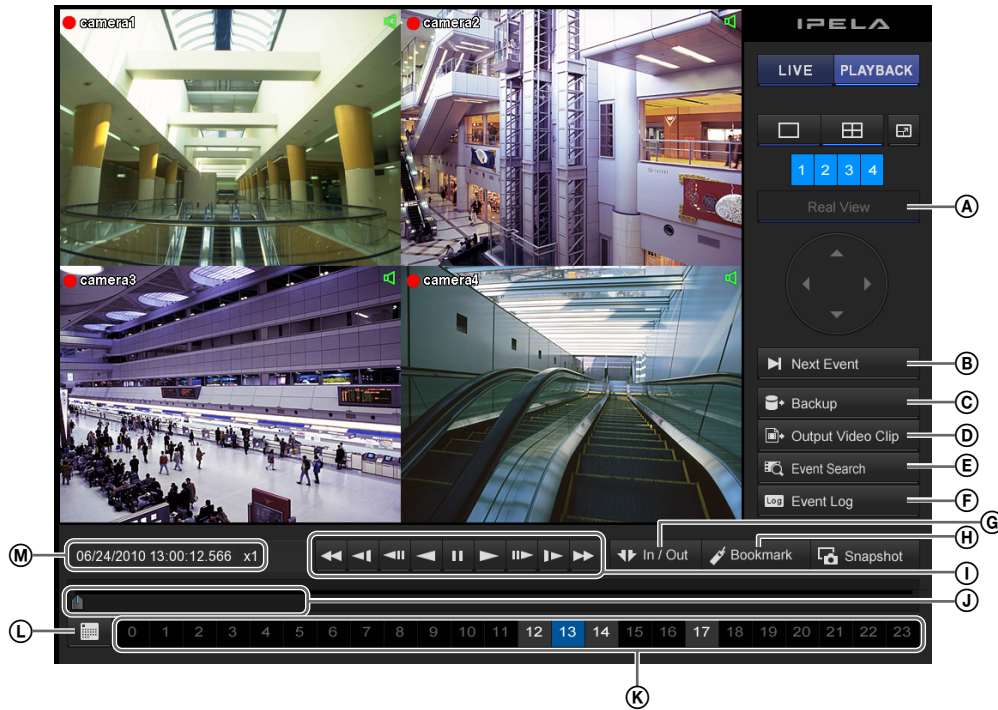 camera1
camera2
IPELA
LIVE PLAYBACK
1 2 3 4
Real View
A
camera3
camera4
Next Event
B
Backup
C
Output Video Clip
D
Event Search
E
Log Event Log
F
G
M
06/24/2010 13:00:12.566 x1
In / Out
Bookmark
Snapshot
H
I
J
L
0 1 2 3 4 5 6 7 8 9 10 11 12 13 14 15 16 17 18 19 20 21 22 23
K